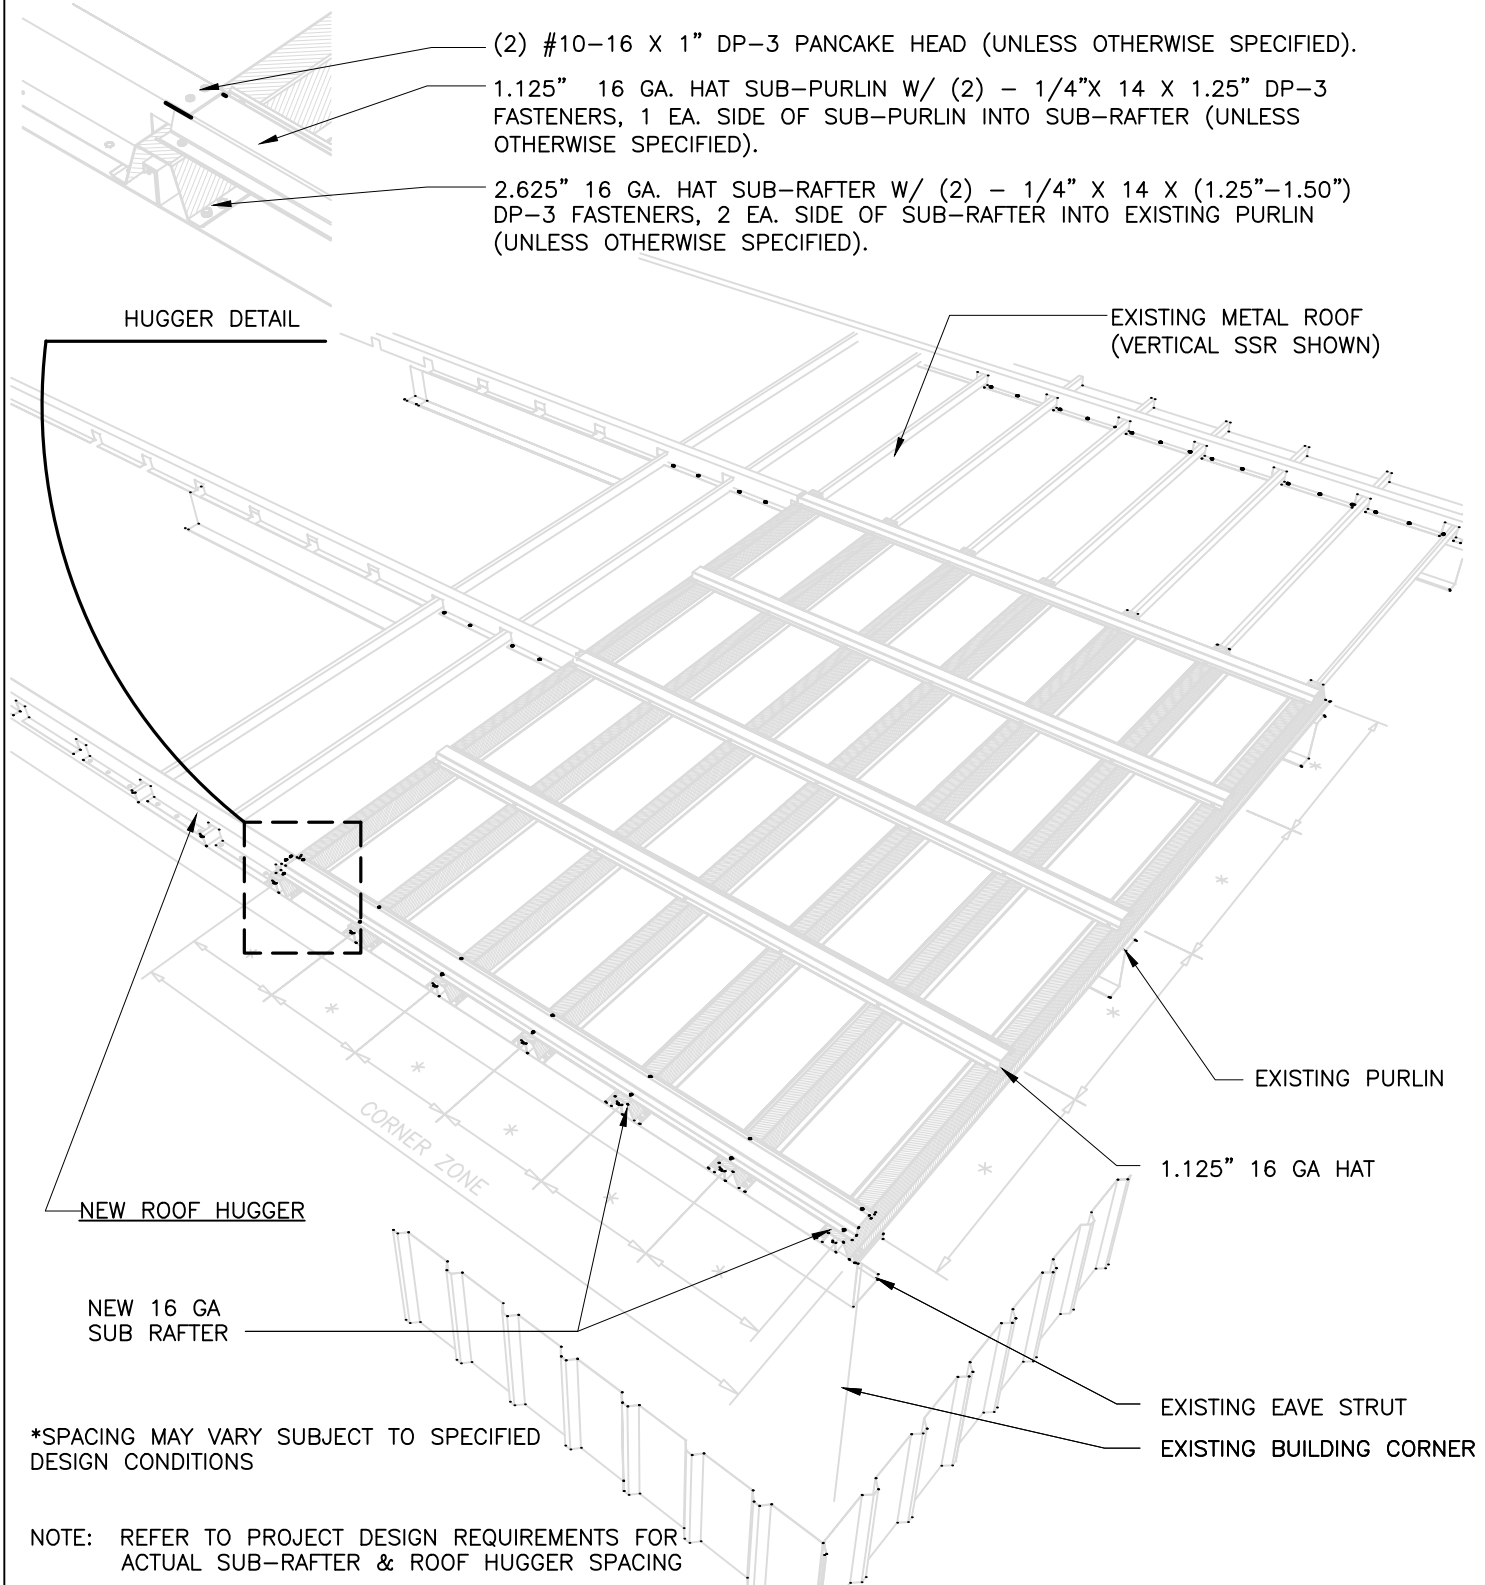 (2) #10-16 X 1" DP-3 PANCAKE HEAD (UNLESS OTHERWISE SPECIFIED).
1.125" 16 GA. HAT SUB-PURLIN W/ (2) - 1/4"X 14 X 1.25" DP-3
FASTENERS, 1 EA. SIDE OF SUB-PURLIN INTO SUB-RAFTER (UNLESS
OTHERWISE SPECIFIED).
2.625" 16 GA. HAT SUB-RAFTER W/ (2) - 1/4" X 14 X (1.25"-1.50")
DP-3 FASTENERS, 2 EA. SIDE OF SUB-RAFTER INTO EXISTING PURLIN
(UNLESS OTHERWISE SPECIFIED).
HUGGER DETAIL
EXISTING METAL ROOF
(VERTICAL SSR SHOWN)
*
*
*
*
*
*
*
*
*
*
EXISTING PURLIN
CORNER ZONE
1.125" 16 GA HAT
NEW ROOF HUGGER
NEW 16 GA
SUB RAFTER
EXISTING EAVE STRUT
EXISTING BUILDING CORNER
*SPACING MAY VARY SUBJECT TO SPECIFIED
DESIGN CONDITIONS
NOTE: REFER TO PROJECT DESIGN REQUIREMENTS FOR
ACTUAL SUB-RAFTER & ROOF HUGGER SPACING